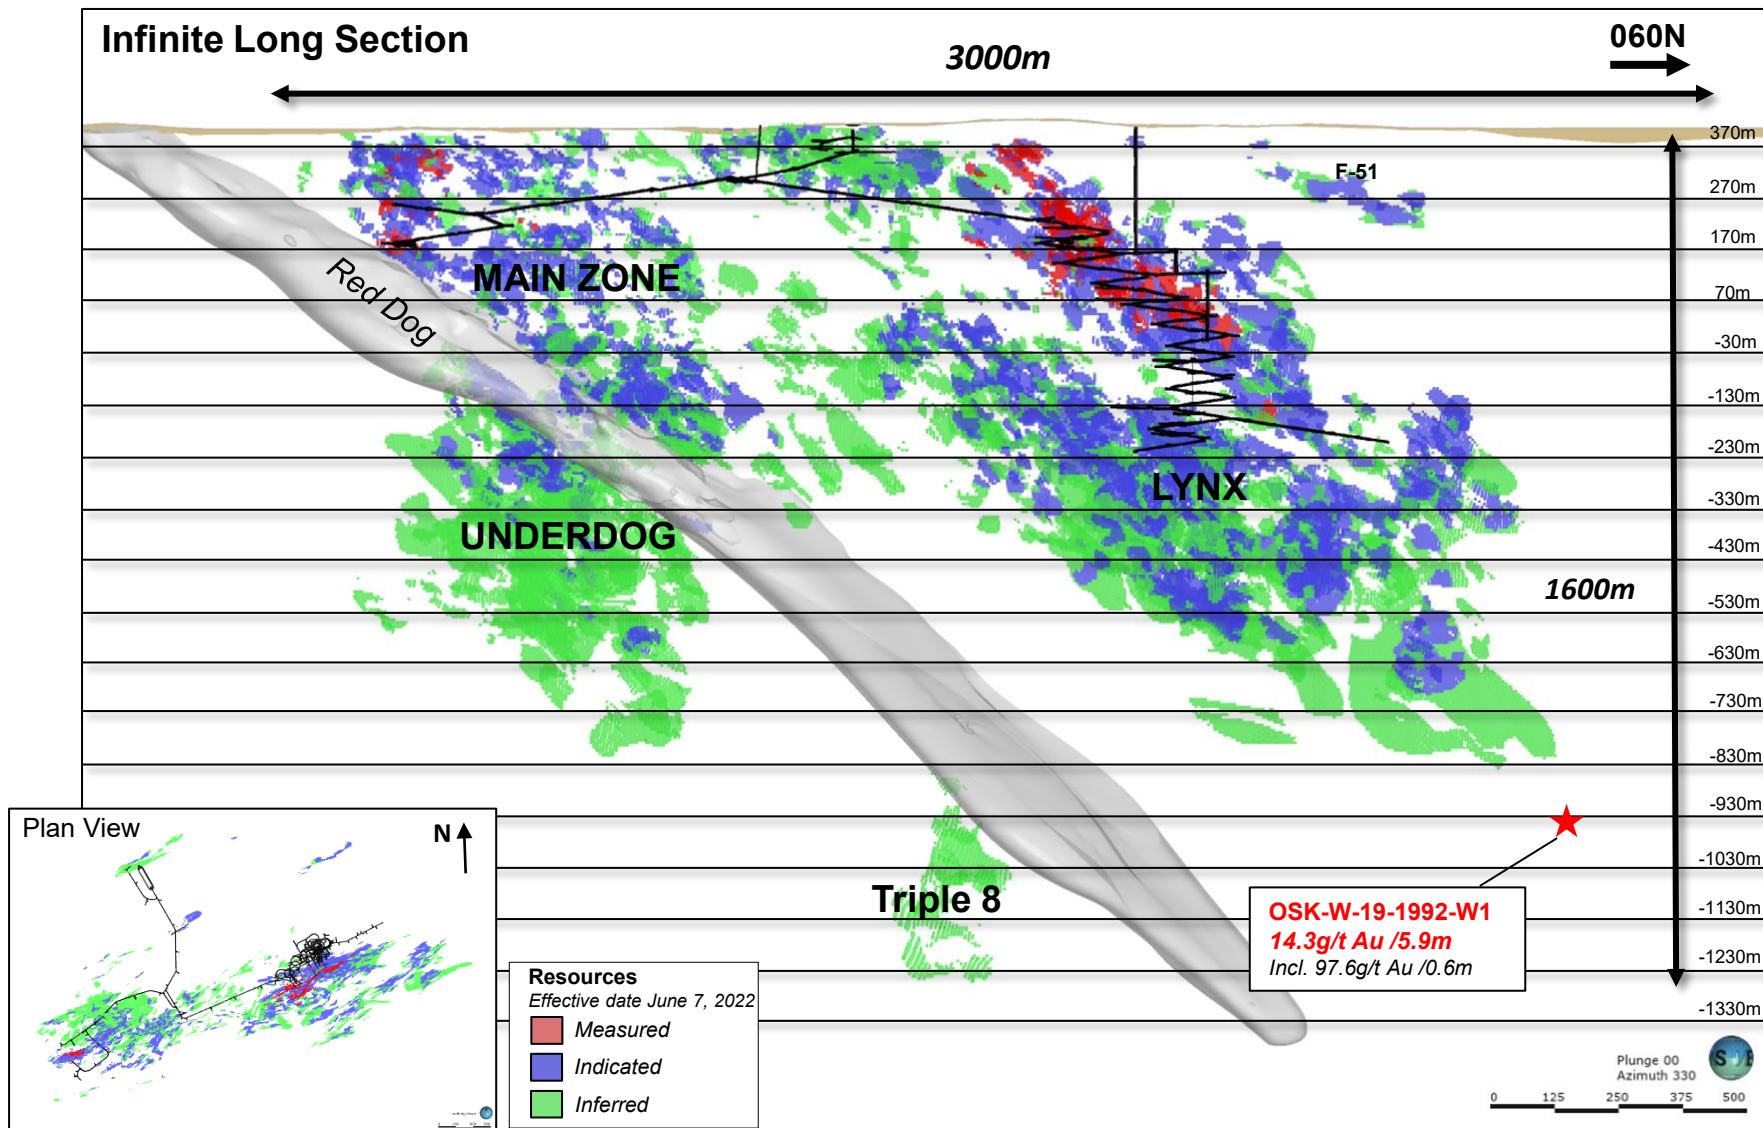 Infinite Long Section
3000m
060N
370m
F-51
270m
170m
MAIN ZONE
Red Dog
70m
-30m
-130m
-230m
LYNX
-330m
UNDERDOG
-430m
1600m
-530m
-630m
-730m
-830m
-930m
-1030m
Triple 8
-1130m
-1230m
-1330m
OSK-W-19-1992-W1
14.3g/t Au /5.9m
Incl. 97.6g/t Au /0.6m
Plan View
N
Resources
Effective date June 7, 2022
Measured
Indicated
Inferred
Plunge 00
Azimuth 330
S
E
0 125 250 375 500